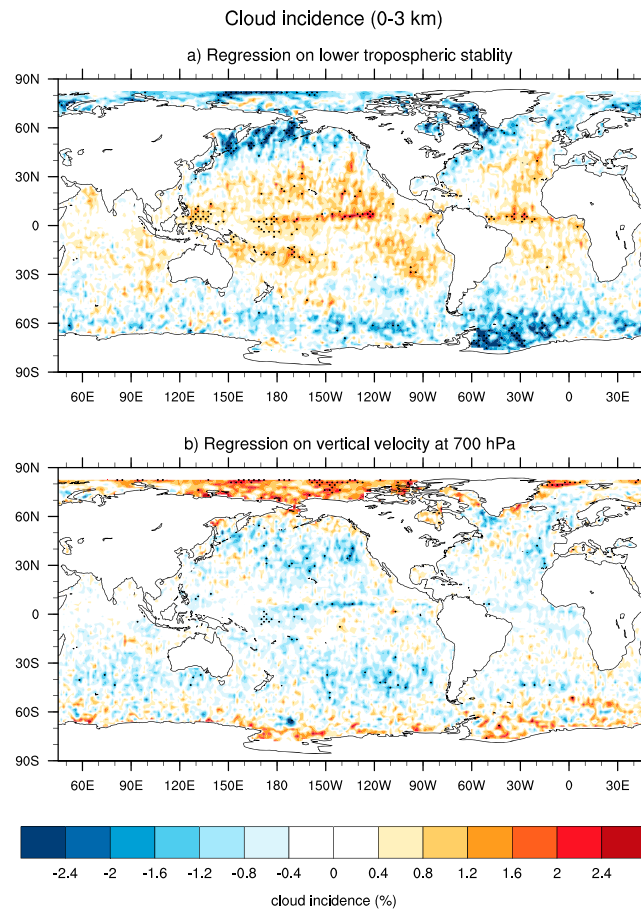 Cloud incidence (0-3 km)
a) Regression on lower tropospheric stablity
90N
60N
30N
0
30S
60S
90S
60E 90E 120E 150E 180E 150W 120W 90W 60W 30W 0 30E
b) Regression on vertical velocity at 700 hPa
90N
60N
30N
0
30S
60S
90S
60E 90E 120E 150E 180E 150W 120W 90W 60W 30W 0 30E
-2.4 -2 -1.6 -1.2 -0.8 -0.4 0 0.4 0.8 1.2 1.6 2 2.4
cloud incidence (%)